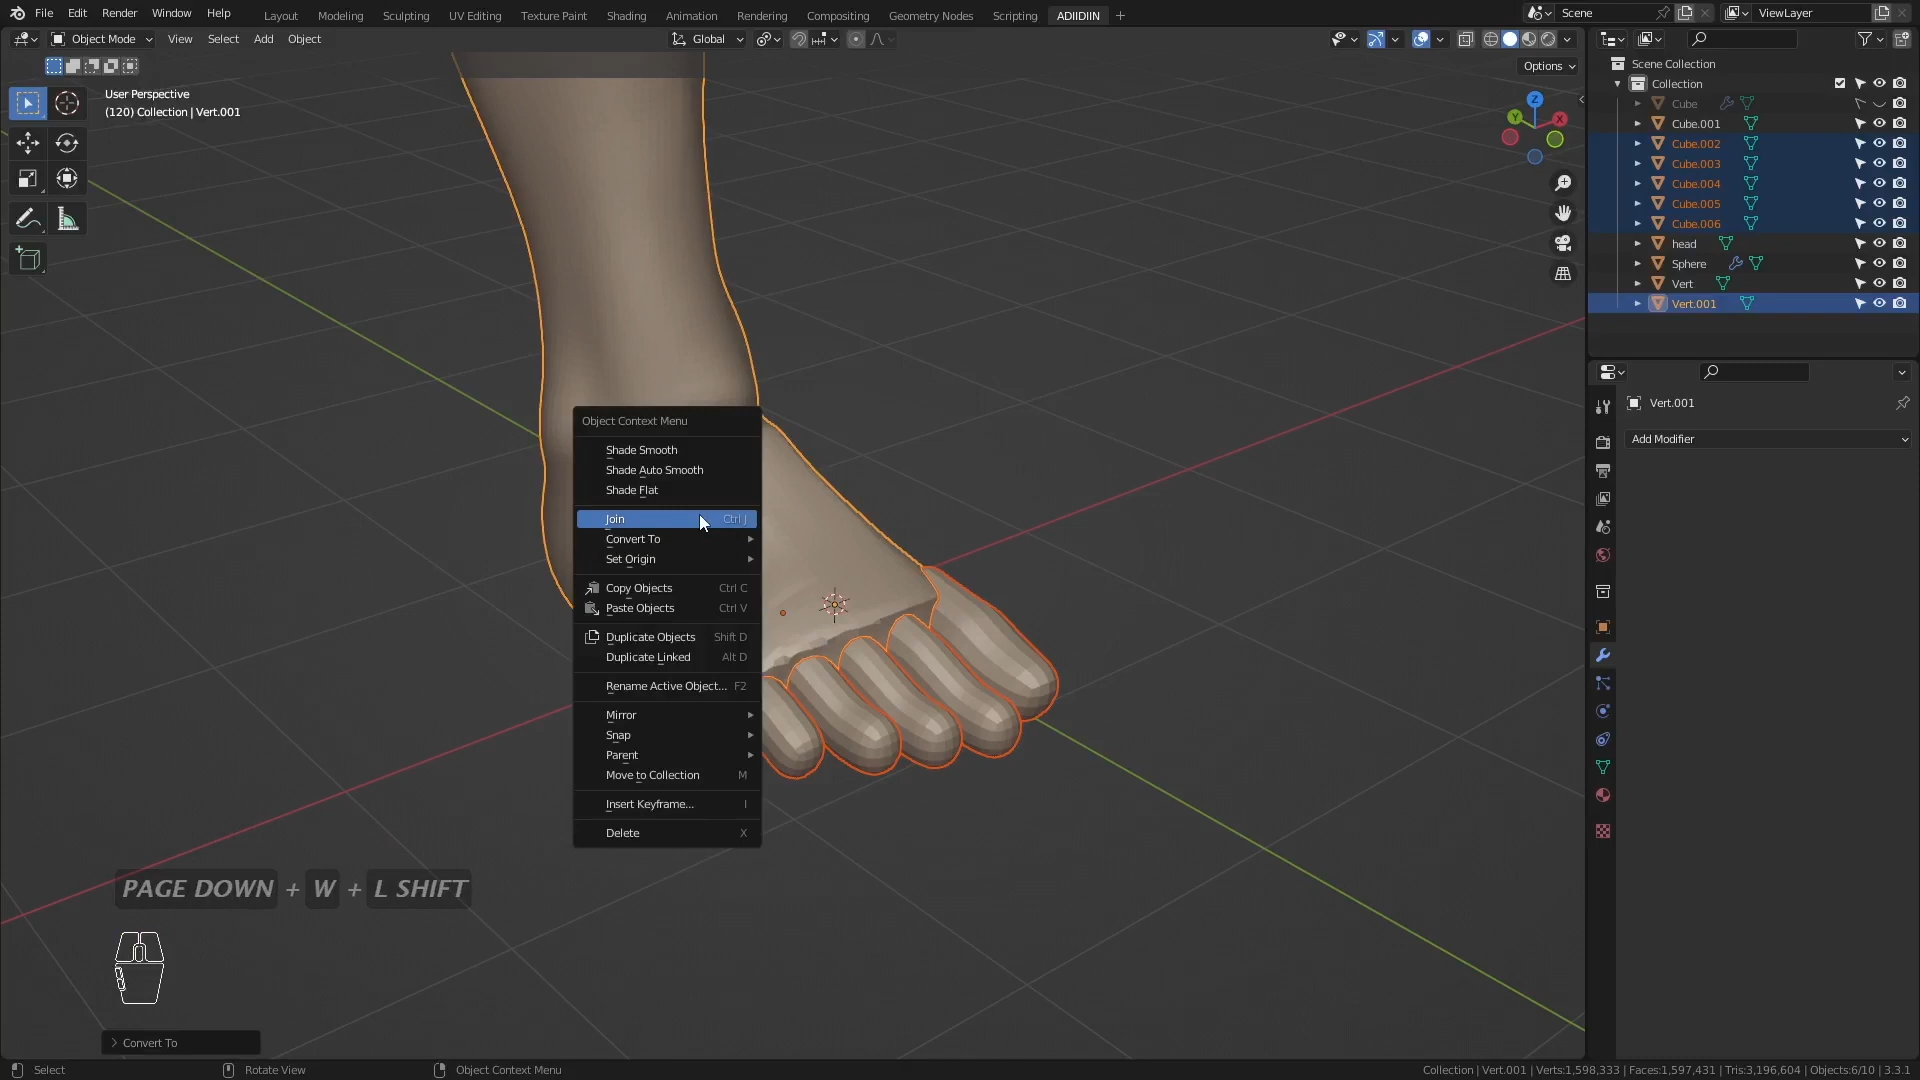 File Edit Render Window Help
Layout Modeling Sculpting UV Editing Texture Paint Shading Animation Rendering Compositing Geometry Nodes Scripting ADIIDIIN +
Scene
ViewLayer
Object Mode View Select Add Object
Global
Options
User Perspective
(120) Collection | Vert.001
Z
Y
X
Scene Collection
Collection
Cube
Cube.001
Cube.002
Cube.003
Cube.004
Cube.005
Cube.006
head
Sphere
Vert
Vert.001
Vert.001
Add Modifier
Object Context Menu
Shade Smooth
Shade Auto Smooth
Shade Flat
Join Ctrl J
Convert To
Set Origin
Copy Objects Ctrl C
Paste Objects Ctrl V
Duplicate Objects Shift D
Duplicate Linked Alt D
Rename Active Object... F2
Mirror
Snap
Parent
Move to Collection M
Insert Keyframe... I
Delete X
PAGE DOWN + W + L SHIFT
Convert To
Select Rotate View Object Context Menu
Collection | Vert.001 | Verts:1,598,333 | Faces:1,597,431 | Tris:3,196,604 | Objects:6/10 | 3.3.1